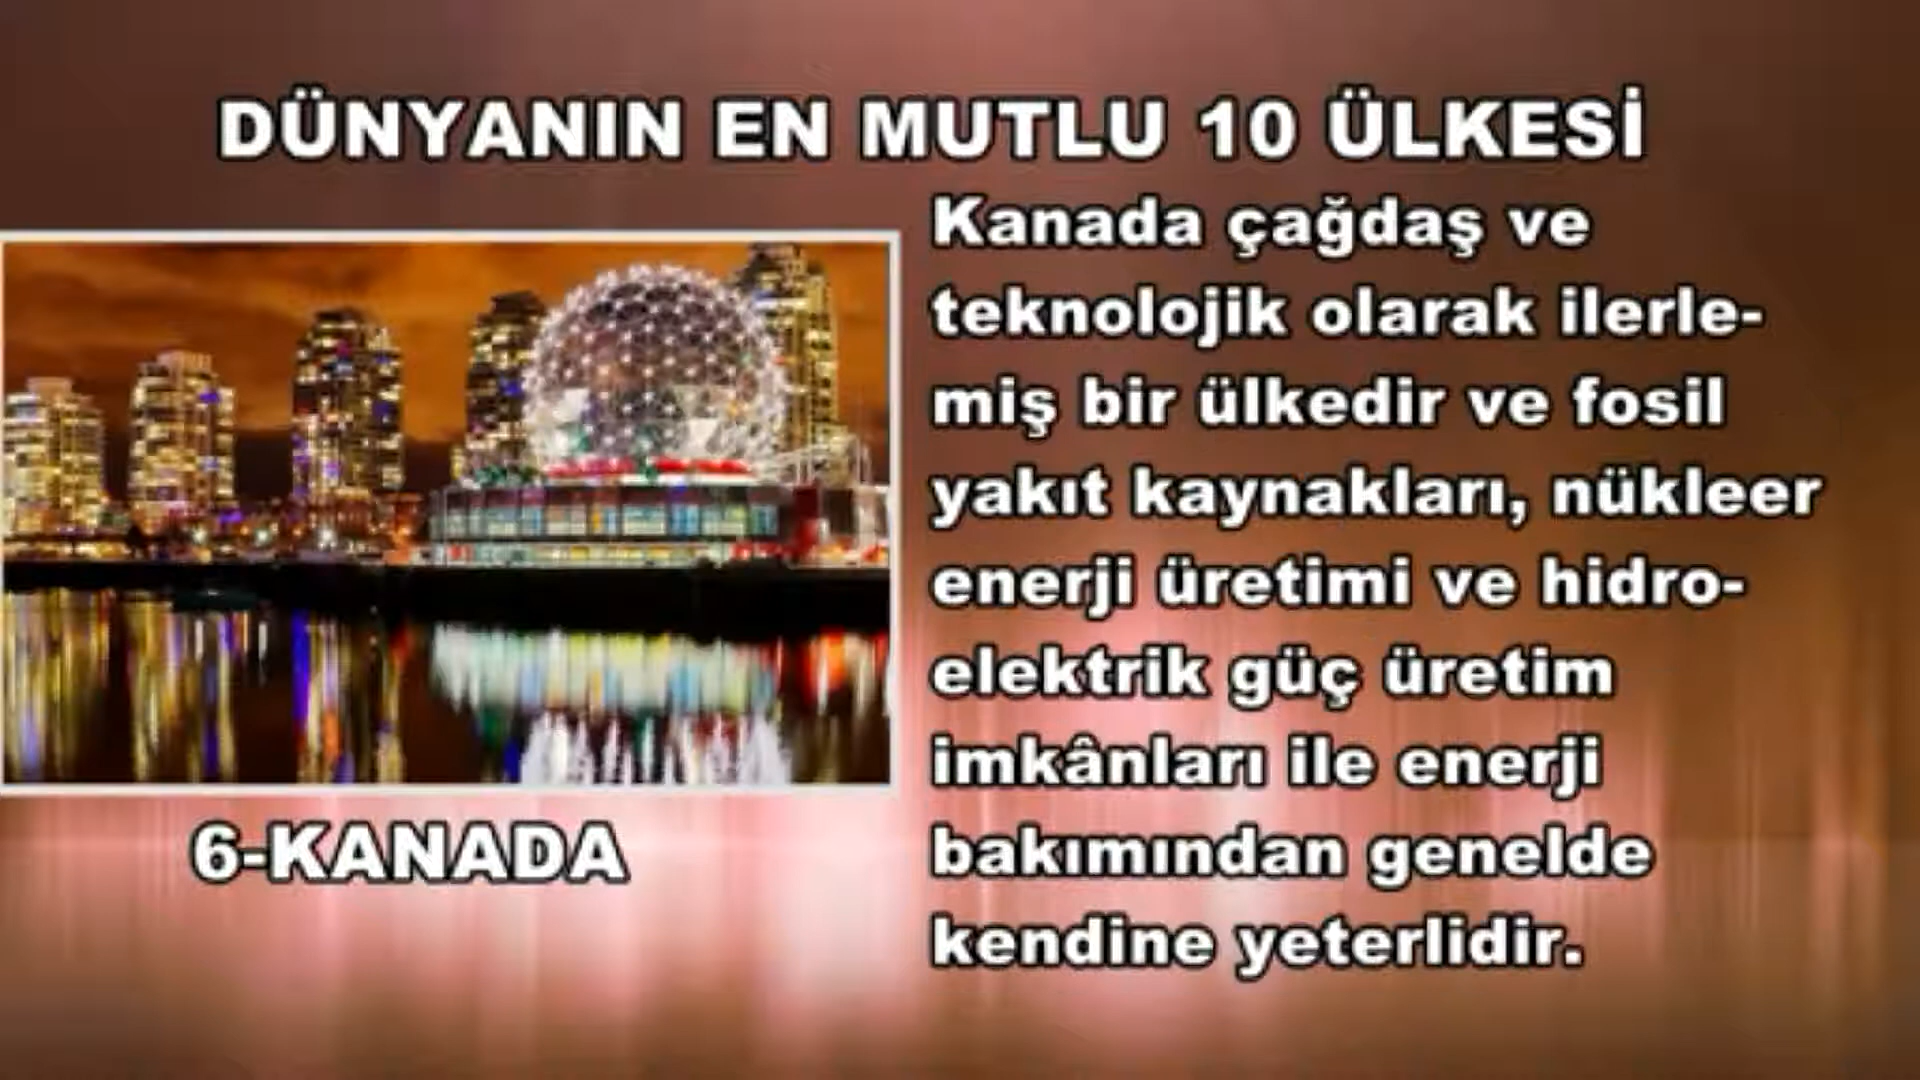 DÜNYANIN EN MUTLU 10 ÜLKESİ
Kanada çağdaş ve
teknolojik olarak ilerle-
miş bir ülkedir ve fosil
yakıt kaynakları, nükleer
enerji üretimi ve hidro-
elektrik güç üretim
imkânları ile enerji
bakımından genelde
kendine yeterlidir.
6-KANADA